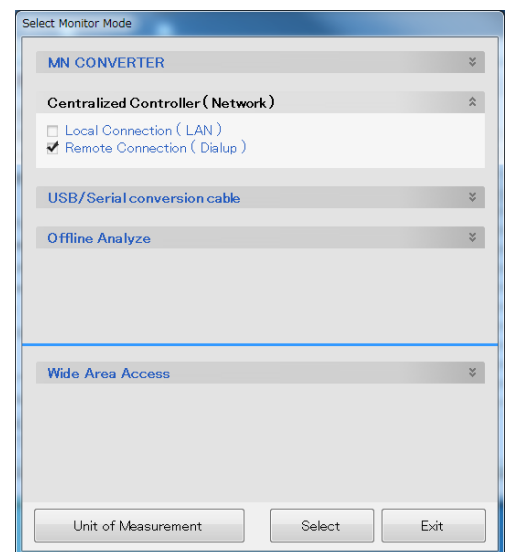 Select Monitor Mode
MN CONVERTER
Centralized Controller ( Network )
Local Connection ( LAN )
Remote Connection ( Dialup )
USB/Serial conversion cable
Offline Analyze
Wide Area Access
Unit of Measurement Select Exit